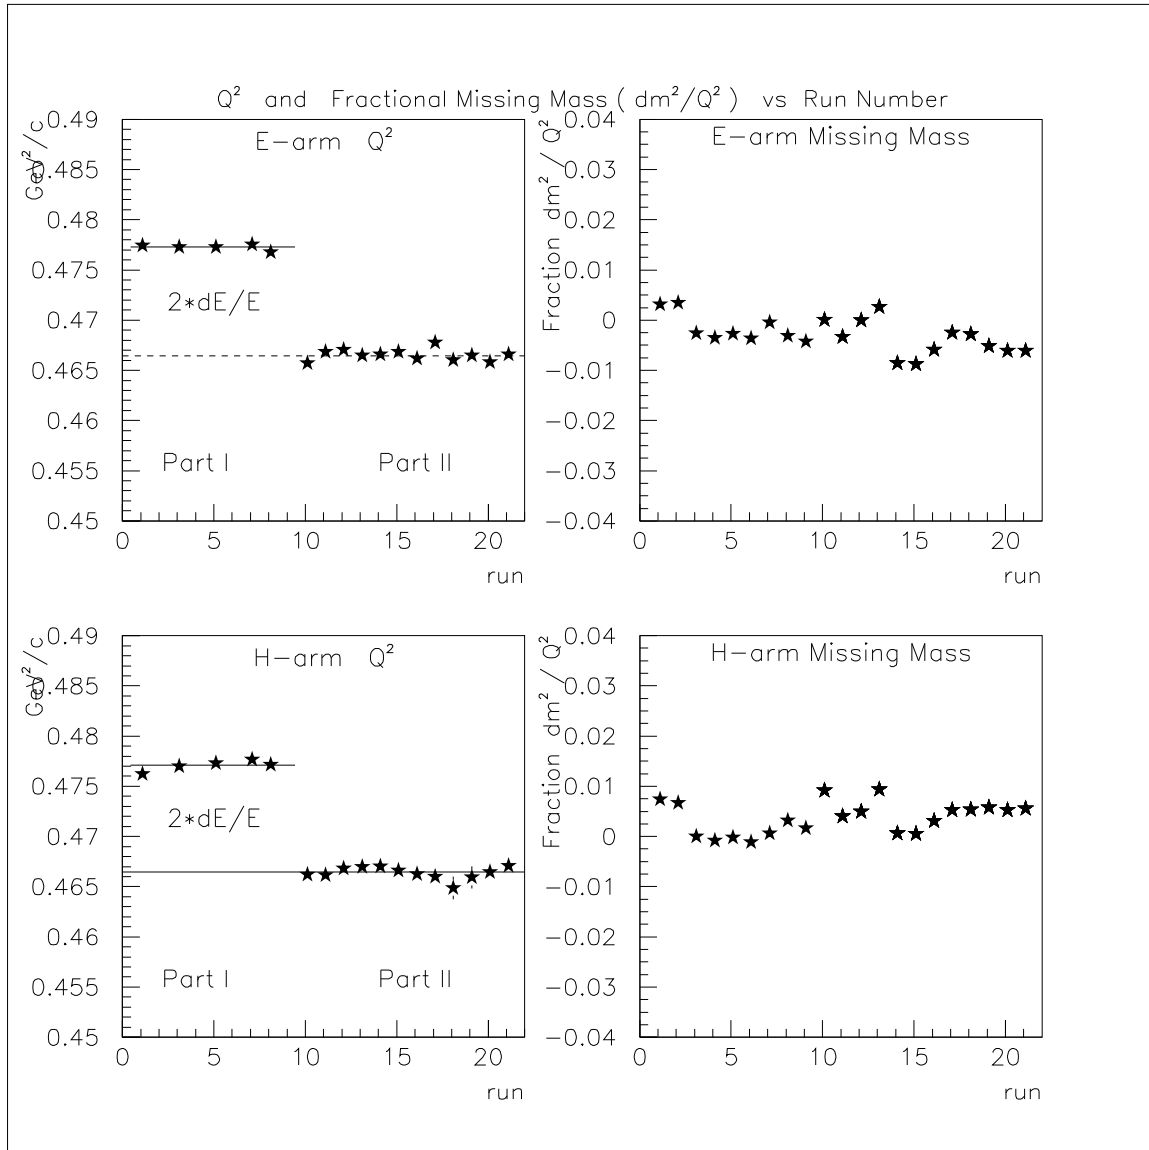 Q² and Fractional Missing Mass ( dm²/Q² ) vs Run Number
E-arm Q²
GeV²/c
0.49
0.485
0.48
0.475
0.47
0.465
0.46
0.455
0.45
2*dE/E
Part I Part II
0 5 10 15 20
run
E-arm Missing Mass
Fraction dm² / Q²
0.04
0.03
0.02
0.01
0
-0.01
-0.02
-0.03
-0.04
0 5 10 15 20
run
H-arm Q²
GeV²/c
0.49
0.485
0.48
0.475
0.47
0.465
0.46
0.455
0.45
2*dE/E
Part I Part II
0 5 10 15 20
run
H-arm Missing Mass
Fraction dm² / Q²
0.04
0.03
0.02
0.01
0
-0.01
-0.02
-0.03
-0.04
0 5 10 15 20
run